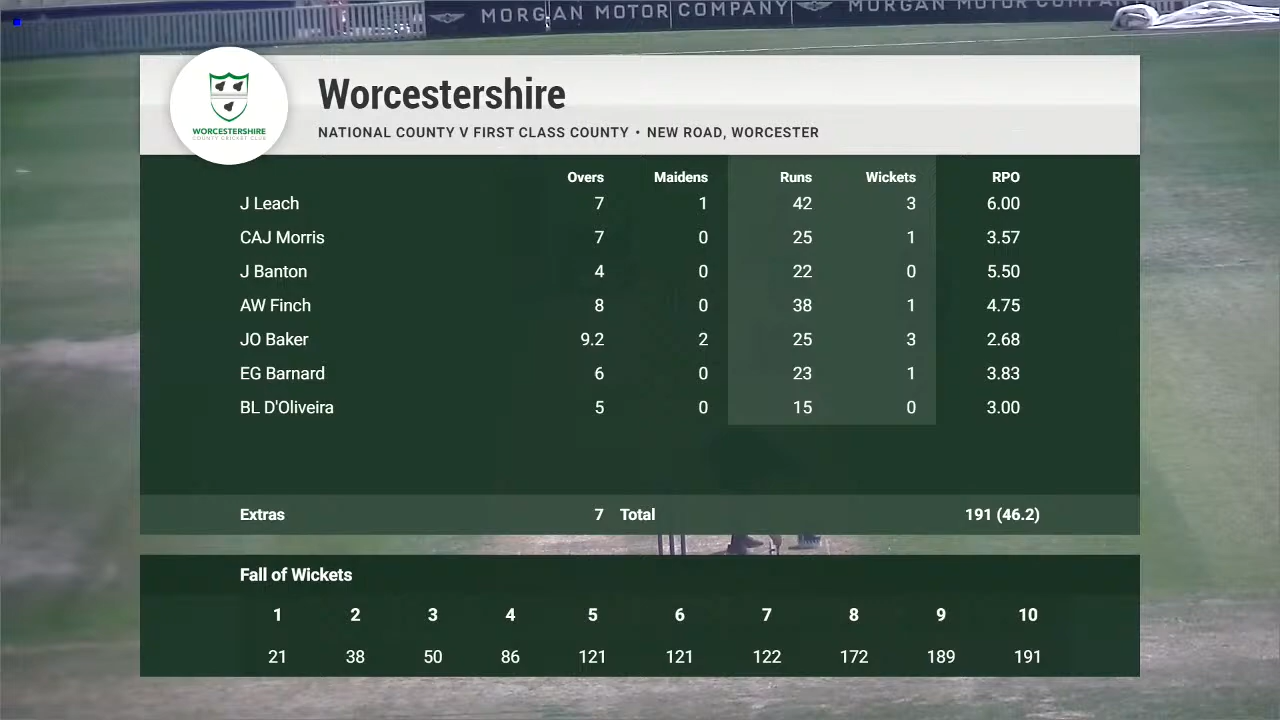 MORGAN MOTOR COMPANY MORGAN MOTOR COMPA
Worcestershire
NATIONAL COUNTY V FIRST CLASS COUNTY • NEW ROAD, WORCESTER
WORCESTERSHIRE
COUNTY CRICKET CLUB
Overs Maidens Runs Wickets RPO
J Leach 7 1 42 3 6.00
CAJ Morris 7 0 25 1 3.57
J Banton 4 0 22 0 5.50
AW Finch 8 0 38 1 4.75
JO Baker 9.2 2 25 3 2.68
EG Barnard 6 0 23 1 3.83
BL D'Oliveira 5 0 15 0 3.00
Extras 7 Total 191 (46.2)
Fall of Wickets
1 2 3 4 5 6 7 8 9 10
21 38 50 86 121 121 122 172 189 191